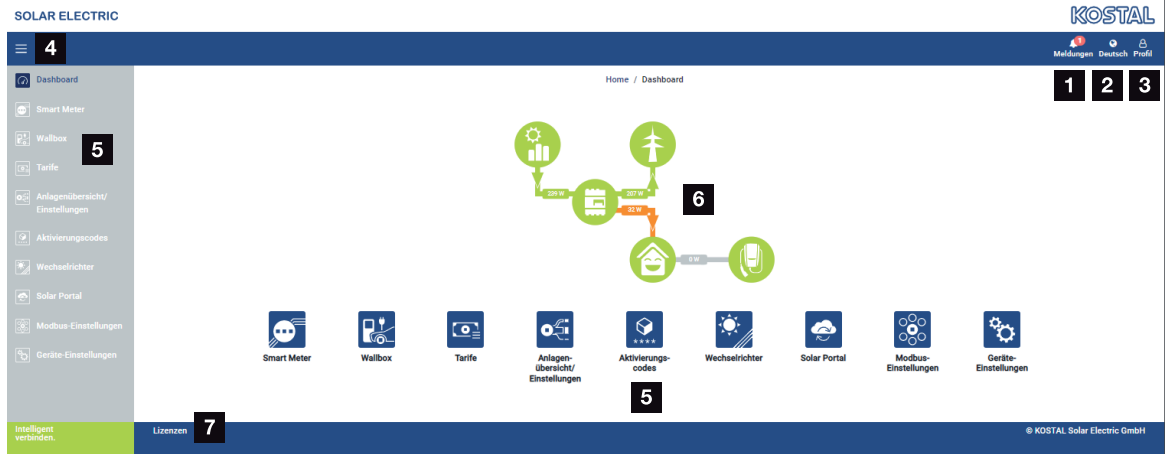 SOLAR ELECTRIC
KOSTAL
4
1
Meldungen Deutsch Profil
1 2 3
Home / Dashboard
Dashboard
Smart Meter
Wallbox
5
Tarife
Anlagenübersicht/
Einstellungen
Aktivierungscodes
Wechselrichter
Solar Portal
Modbus-Einstellungen
Geräte-Einstellungen
207 W
6
0 W
Smart Meter
Wallbox
Tarife
Anlagen-
übersicht/
Einstellungen
Aktivierungs-
codes
Wechselrichter
Solar Portal
Modbus-
Einstellungen
Geräte-
Einstellungen
5
Intelligent
verbinden.
Lizenzen
7
© KOSTAL Solar Electric GmbH